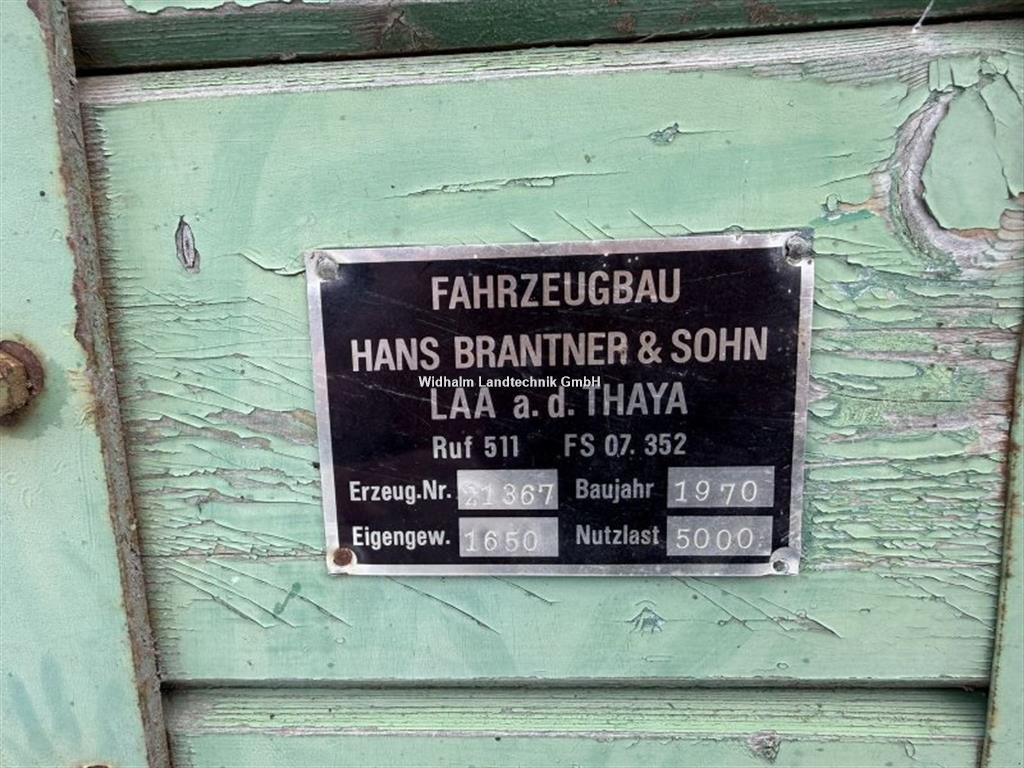 FAHRZEUGBAU
HANS BRANTNER & SOHN
Widhalm Landtechnik GmbH
LAA a. d. THAYA
Ruf 511 FS 07. 352
Erzeug.Nr. 21367 Baujahr 1970
Eigengew. 1650 Nutzlast 5000